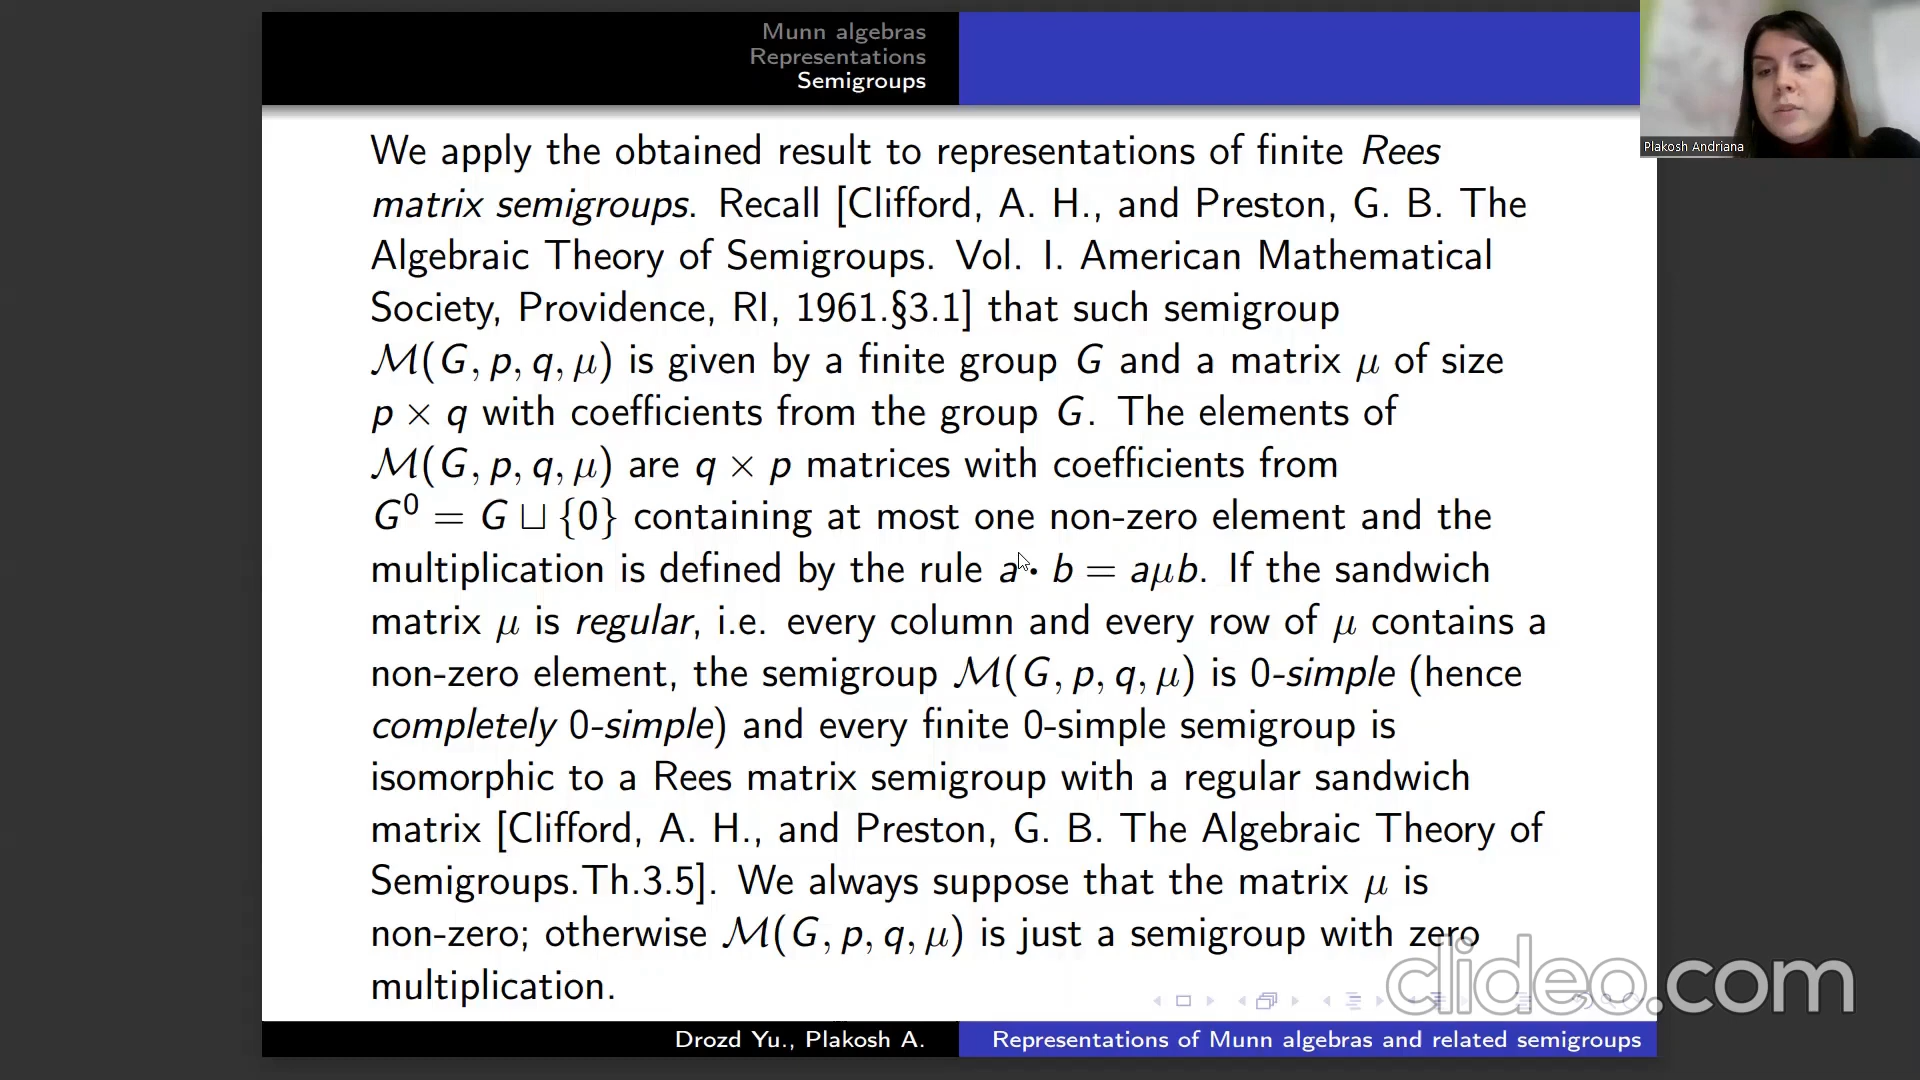 Munn algebras
Representations
Semigroups
Plakosh Andriana
We apply the obtained result to representations of finite Rees
matrix semigroups. Recall [Clifford, A. H., and Preston, G. B. The
Algebraic Theory of Semigroups. Vol. I. American Mathematical
Society, Providence, RI, 1961.§3.1] that such semigroup
ℳ(G, p, q, μ) is given by a finite group G and a matrix μ of size
p × q with coefficients from the group G. The elements of
ℳ(G, p, q, μ) are q × p matrices with coefficients from
G⁰ = G ⊔ {0} containing at most one non-zero element and the
multiplication is defined by the rule a · b = aμb. If the sandwich
matrix μ is regular, i.e. every column and every row of μ contains a
non-zero element, the semigroup ℳ(G, p, q, μ) is 0-simple (hence
completely 0-simple) and every finite 0-simple semigroup is
isomorphic to a Rees matrix semigroup with a regular sandwich
matrix [Clifford, A. H., and Preston, G. B. The Algebraic Theory of
Semigroups.Th.3.5]. We always suppose that the matrix μ is
non-zero; otherwise ℳ(G, p, q, μ) is just a semigroup with zero
multiplication.
clideo.com
Drozd Yu., Plakosh A.
Representations of Munn algebras and related semigroups